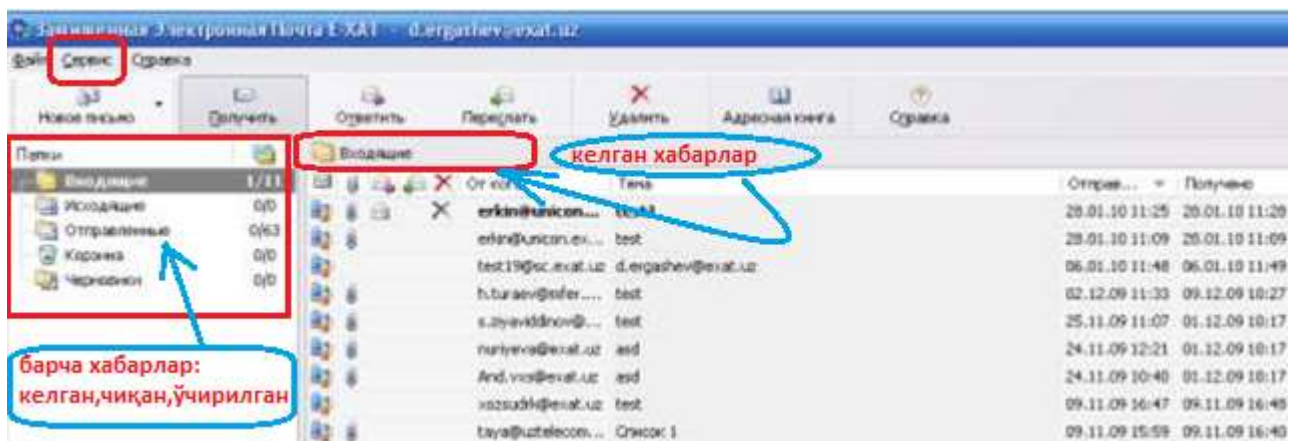 Защищенная Электронная Почта E-XAT - d.ergashev@exat.uz
Файл Сервис Справка
Новое письмо Получить Ответить Переслать Удалить Адресная книга Справка
Папки Входящие келган хабарлар
Входящие 1/11
Исходящие 0/0
Отправленные 0/63
Корзина 0/0
Черновики 0/0
От кого Тема Отправ... Получено
erkin@unicon.... test1 28.01.10 11:25 28.01.10 11:28
erkin@unicon.ex... test 28.01.10 11:09 28.01.10 11:09
test19@sc.exat.uz d.ergashev@exat.uz 06.01.10 11:48 06.01.10 11:49
h.turaev@mfer.... test 02.12.09 11:33 09.12.09 10:27
s.ziyaviddinov@... test 25.11.09 11:07 01.12.09 10:17
nuriyeva@exat.uz asd 24.11.09 12:21 01.12.09 10:17
And.vxs@exat.uz asd 24.11.09 10:40 01.12.09 10:17
xozsudrk@exat.uz test 09.11.09 16:47 09.11.09 16:48
taya@uztelecom.... Список 1 09.11.09 15:59 09.11.09 16:40
барча хабарлар:
келган,чиқан,ўчирилган